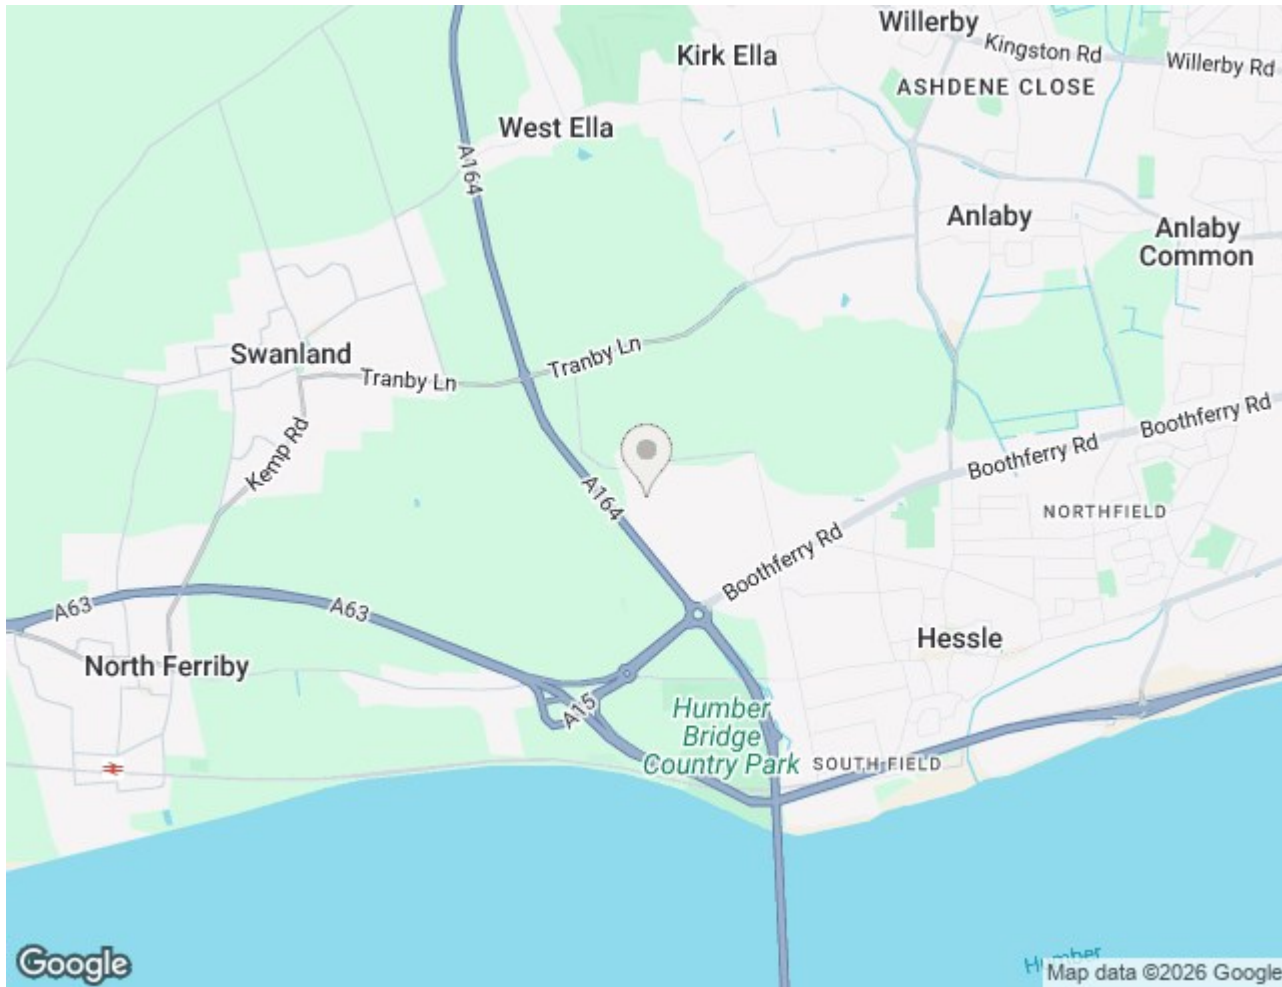 Willerby
Kingston Rd
Willerby Rd
Kirk Ella
ASHDENE CLOSE
West Ella
A164
Anlaby
Anlaby
Common
Swanland
Tranby Ln
Tranby Ln
Kemp Rd
Boothferry Rd
Boothferry Rd
A164
NORTHFIELD
Boothferry Rd
A63
A63
Hessle
North Ferriby
A15
Humber
Bridge
Country Park
SOUTH FIELD
Humber
Google
Map data ©2026 Google